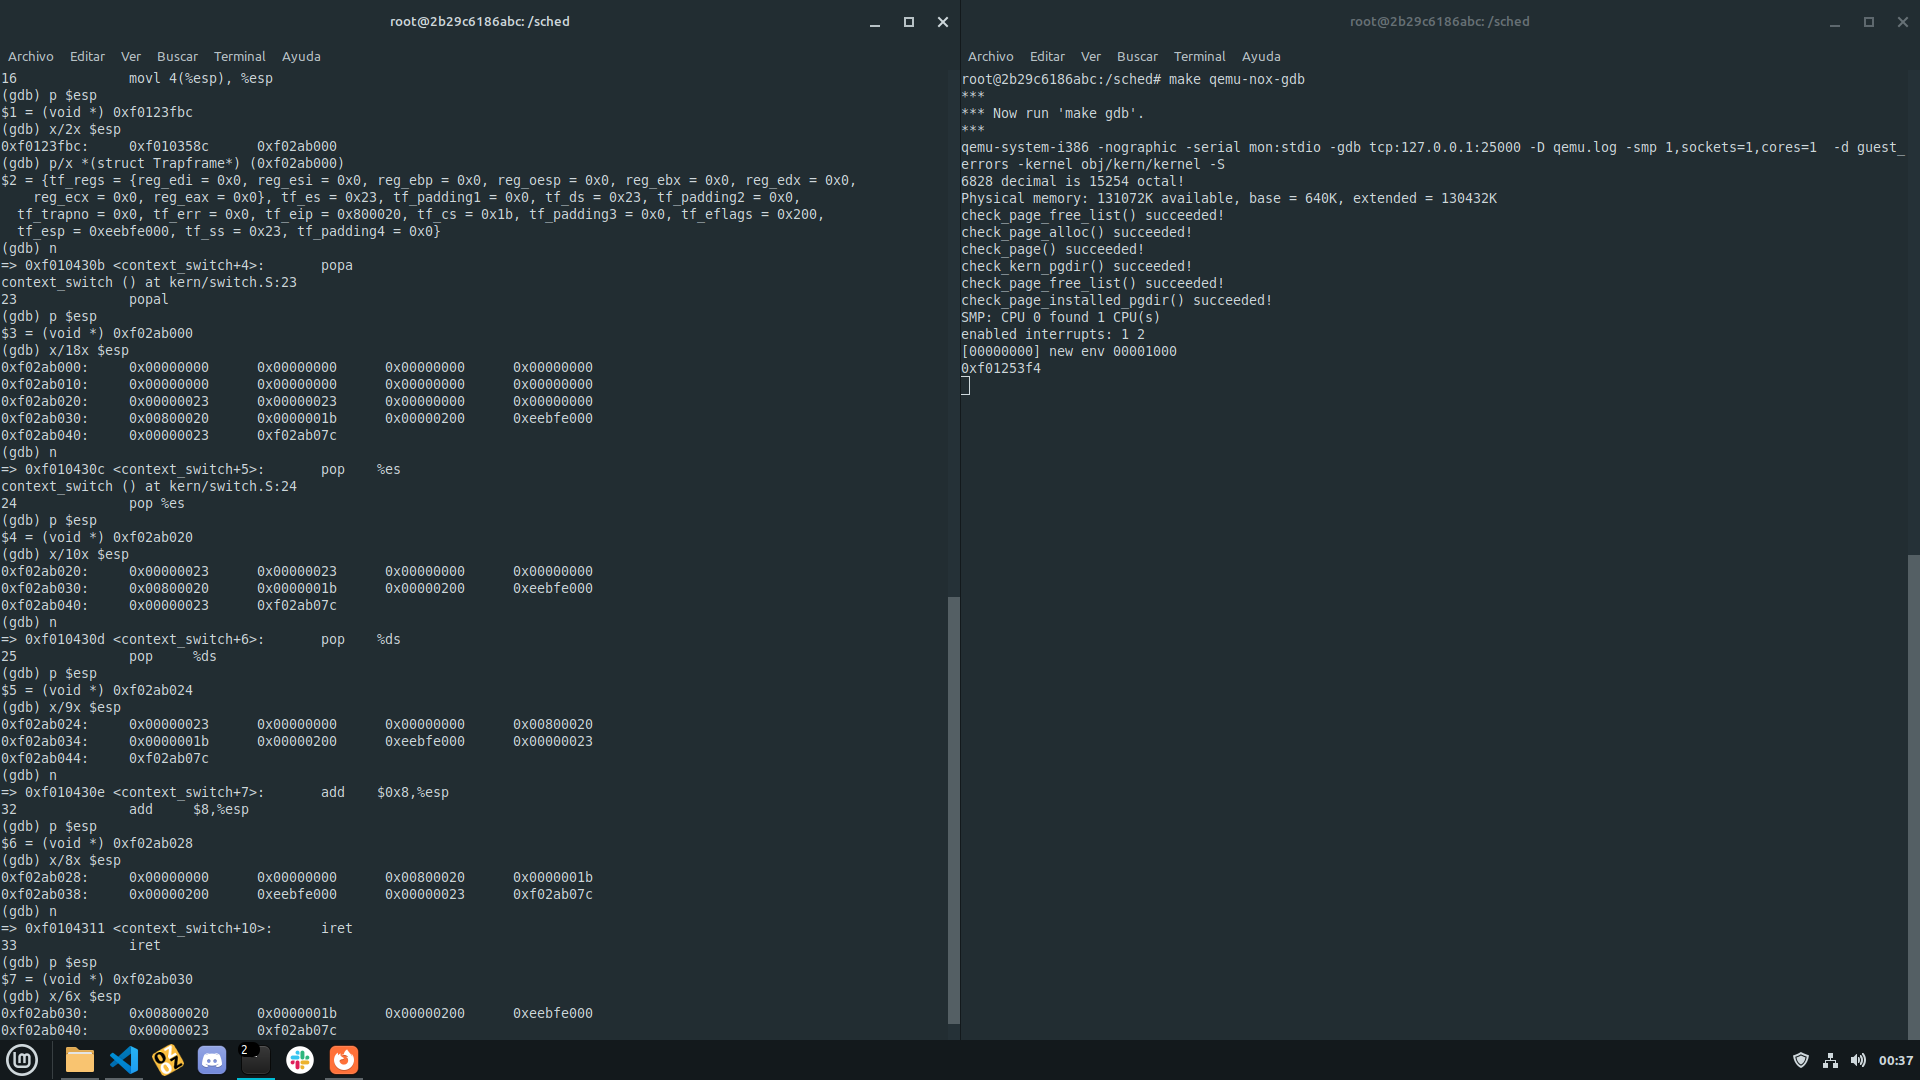 root@2b29c6186abc: /sched
Archivo Editar Ver Buscar Terminal Ayuda
16              movl 4(%esp), %esp
(gdb) p $esp
$1 = (void *) 0xf0123fbc
(gdb) x/2x $esp
0xf0123fbc:     0xf010358c      0xf02ab000
(gdb) p/x *(struct Trapframe*) (0xf02ab000)
$2 = {tf_regs = {reg_edi = 0x0, reg_esi = 0x0, reg_ebp = 0x0, reg_oesp = 0x0, reg_ebx = 0x0, reg_edx = 0x0,
    reg_ecx = 0x0, reg_eax = 0x0}, tf_es = 0x23, tf_padding1 = 0x0, tf_ds = 0x23, tf_padding2 = 0x0,
  tf_trapno = 0x0, tf_err = 0x0, tf_eip = 0x800020, tf_cs = 0x1b, tf_padding3 = 0x0, tf_eflags = 0x200,
  tf_esp = 0xeebfe000, tf_ss = 0x23, tf_padding4 = 0x0}
(gdb) n
=> 0xf010430b <context_switch+4>:       popa
context_switch () at kern/switch.S:23
23              popal
(gdb) p $esp
$3 = (void *) 0xf02ab000
(gdb) x/18x $esp
0xf02ab000:     0x00000000      0x00000000      0x00000000      0x00000000
0xf02ab010:     0x00000000      0x00000000      0x00000000      0x00000000
0xf02ab020:     0x00000023      0x00000023      0x00000000      0x00000000
0xf02ab030:     0x00800020      0x0000001b      0x00000200      0xeebfe000
0xf02ab040:     0x00000023      0xf02ab07c
(gdb) n
=> 0xf010430c <context_switch+5>:       pop    %es
context_switch () at kern/switch.S:24
24              pop %es
(gdb) p $esp
$4 = (void *) 0xf02ab020
(gdb) x/10x $esp
0xf02ab020:     0x00000023      0x00000023      0x00000000      0x00000000
0xf02ab030:     0x00800020      0x0000001b      0x00000200      0xeebfe000
0xf02ab040:     0x00000023      0xf02ab07c
(gdb) n
=> 0xf010430d <context_switch+6>:       pop    %ds
25              pop     %ds
(gdb) p $esp
$5 = (void *) 0xf02ab024
(gdb) x/9x $esp
0xf02ab024:     0x00000023      0x00000000      0x00000000      0x00800020
0xf02ab034:     0x0000001b      0x00000200      0xeebfe000      0x00000023
0xf02ab044:     0xf02ab07c
(gdb) n
=> 0xf010430e <context_switch+7>:       add    $0x8,%esp
32              add     $8,%esp
(gdb) p $esp
$6 = (void *) 0xf02ab028
(gdb) x/8x $esp
0xf02ab028:     0x00000000      0x00000000      0x00800020      0x0000001b
0xf02ab038:     0x00000200      0xeebfe000      0x00000023      0xf02ab07c
(gdb) n
=> 0xf0104311 <context_switch+10>:      iret
33              iret
(gdb) p $esp
$7 = (void *) 0xf02ab030
(gdb) x/6x $esp
0xf02ab030:     0x00800020      0x0000001b      0x00000200      0xeebfe000
0xf02ab040:     0x00000023      0xf02ab07c
root@2b29c6186abc: /sched
Archivo Editar Ver Buscar Terminal Ayuda
root@2b29c6186abc:/sched# make qemu-nox-gdb
***
*** Now run 'make gdb'.
***
qemu-system-i386 -nographic -serial mon:stdio -gdb tcp:127.0.0.1:25000 -D qemu.log -smp 1,sockets=1,cores=1  -d guest_
errors -kernel obj/kern/kernel -S
6828 decimal is 15254 octal!
Physical memory: 131072K available, base = 640K, extended = 130432K
check_page_free_list() succeeded!
check_page_alloc() succeeded!
check_page() succeeded!
check_kern_pgdir() succeeded!
check_page_free_list() succeeded!
check_page_installed_pgdir() succeeded!
SMP: CPU 0 found 1 CPU(s)
enabled interrupts: 1 2
[00000000] new env 00001000
0xf01253f4
lm
OZ
2
00:37